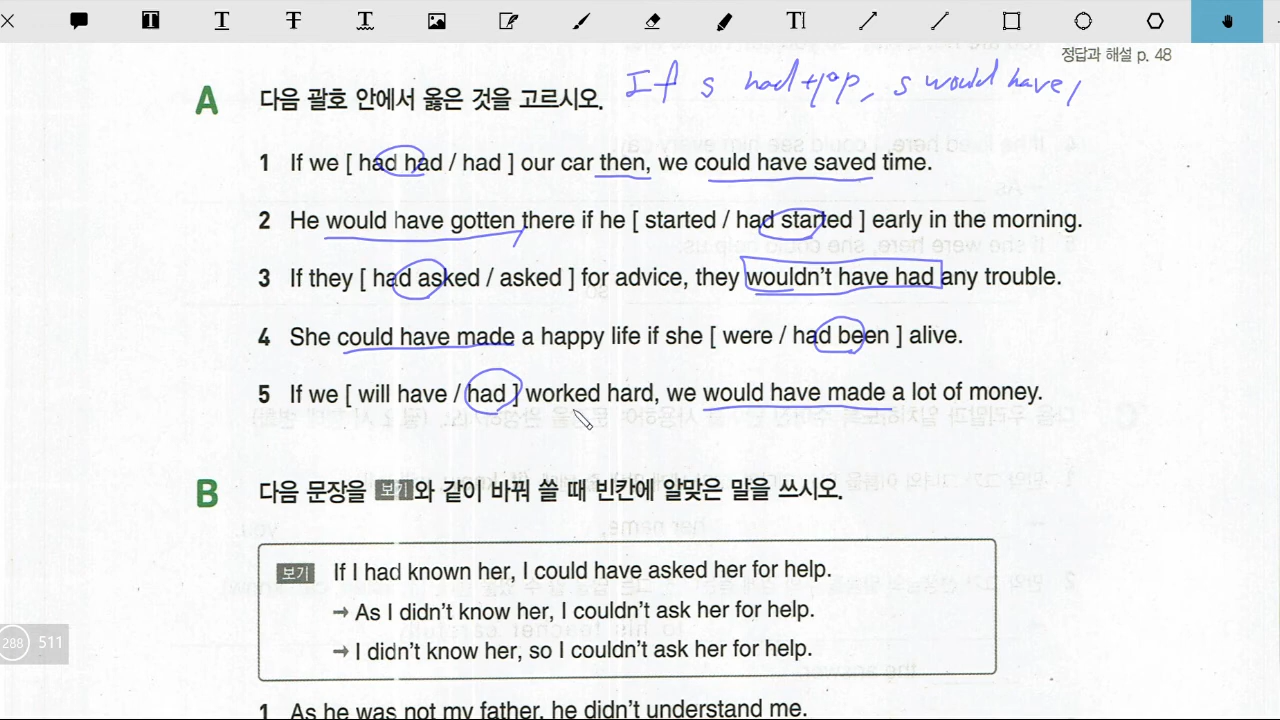 정답과 해설 p. 48
If s had+pp, s would have,
A 다음 괄호 안에서 옳은 것을 고르시오.
1 If we [ had had / had ] our car then, we could have saved time.
2 He would have gotten there if he [ started / had started ] early in the morning.
3 If they [ had asked / asked ] for advice, they wouldn't have had any trouble.
4 She could have made a happy life if she [ were / had been ] alive.
5 If we [ will have / had ] worked hard, we would have made a lot of money.
B 다음 문장을 보기와 같이 바꿔 쓸 때 빈칸에 알맞은 말을 쓰시오.
보기 If I had known her, I could have asked her for help.
→ As I didn't know her, I couldn't ask her for help.
→ I didn't know her, so I couldn't ask her for help.
288 511
1 As he was not my father, he didn't understand me.